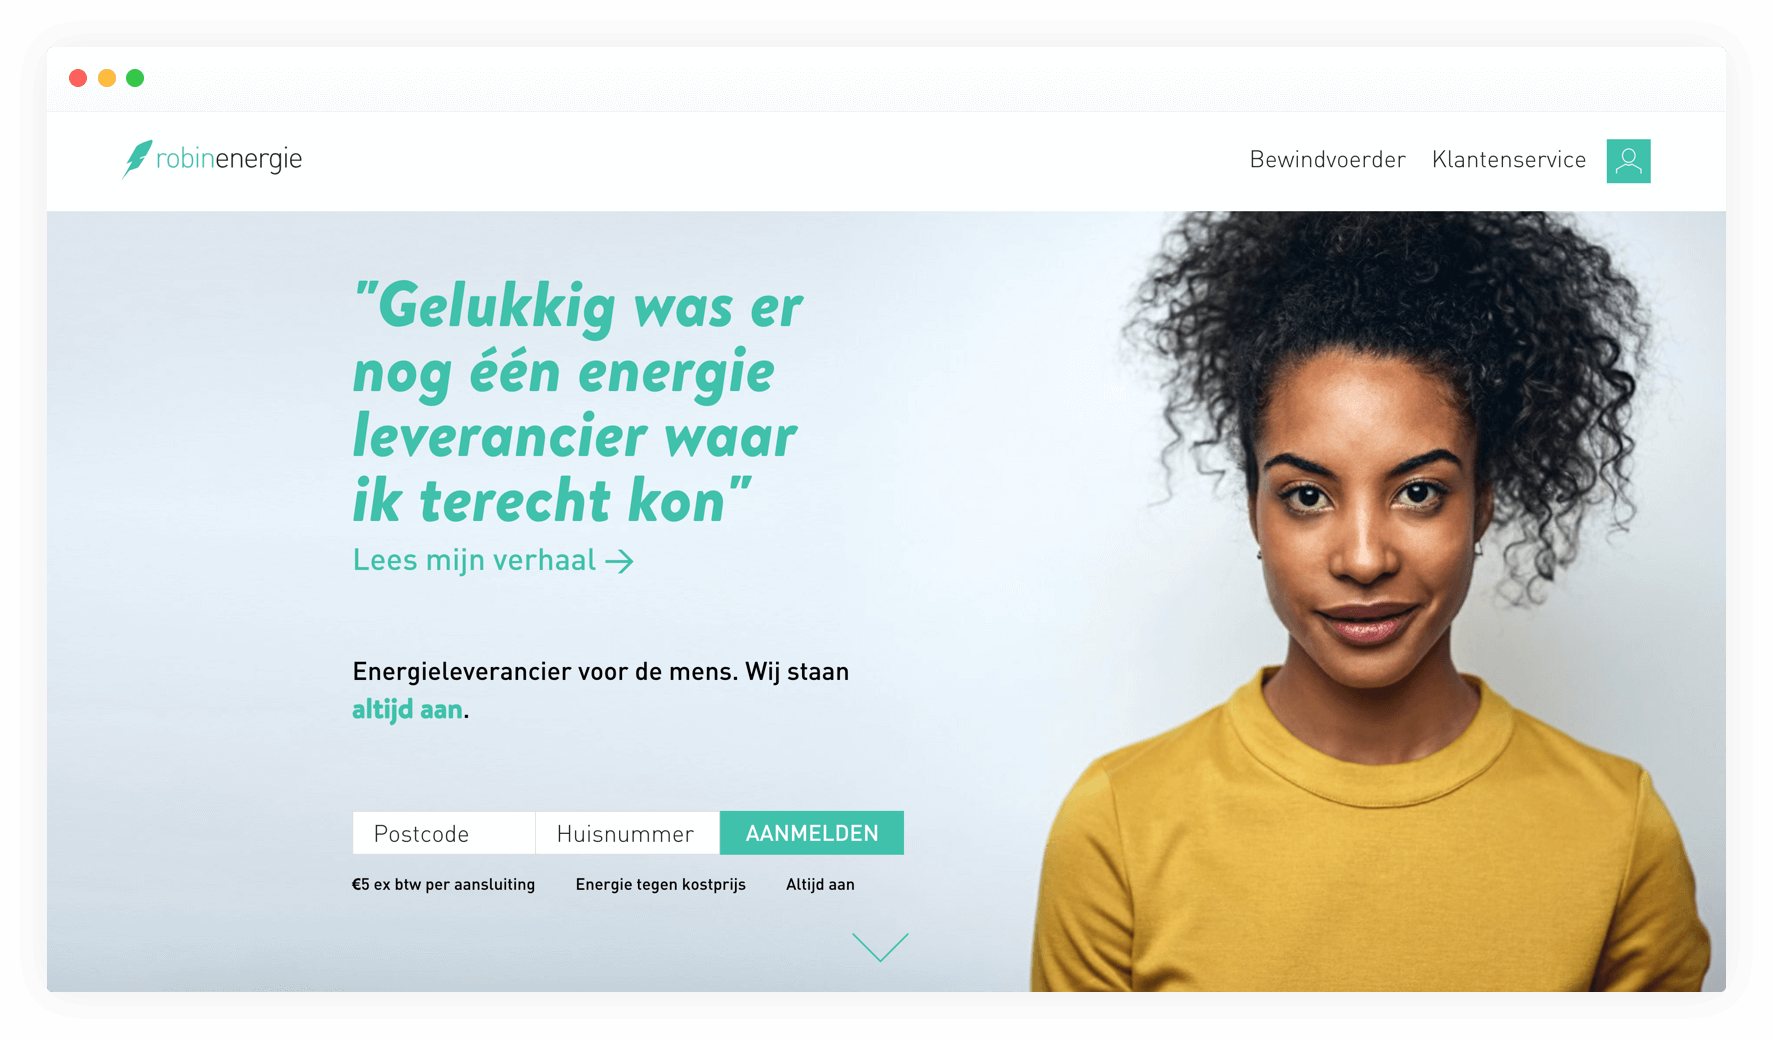 robinenergie
Bewindvoerder
Klantenservice
"Gelukkig was er
nog één energie
leverancier waar
ik terecht kon"
Lees mijn verhaal →
Energieleverancier voor de mens. Wij staan
altijd aan.
Postcode
Huisnummer
AANMELDEN
€5 ex btw per aansluiting
Energie tegen kostprijs
Altijd aan